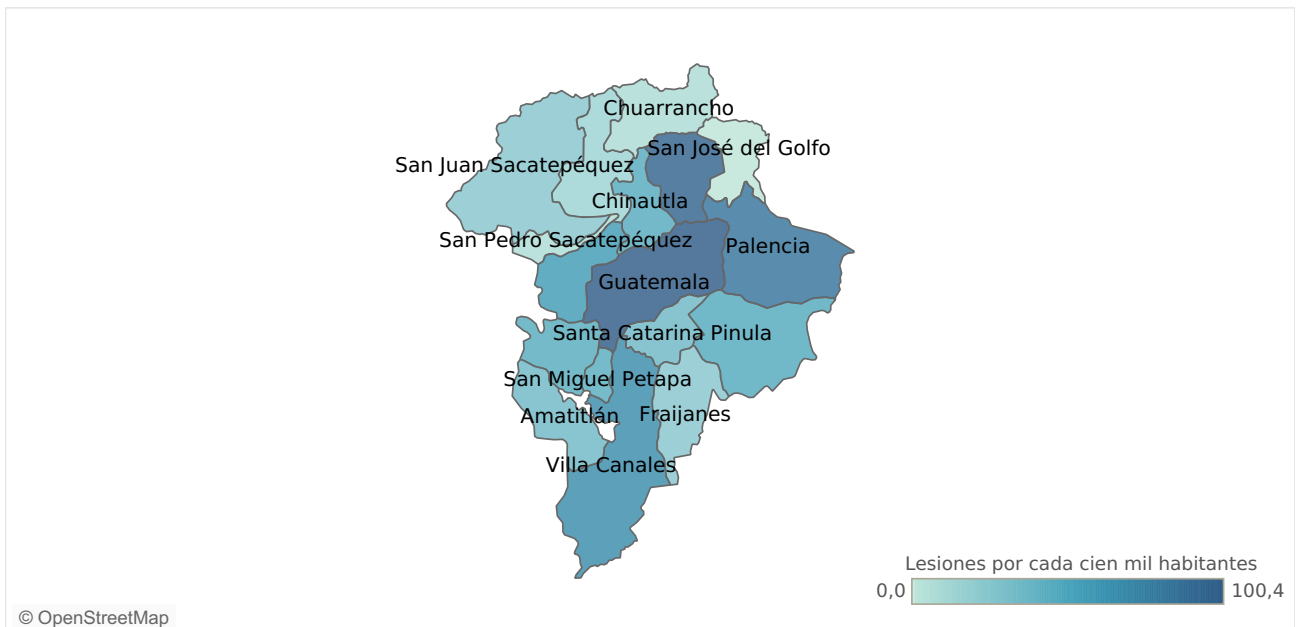 Chuarrancho
San José del Golfo
San Juan Sacatepéquez
Chinautla
San Pedro Sacatepéquez
Palencia
Guatemala
Santa Catarina Pinula
San Miguel Petapa
Amatitlán
Fraijanes
Villa Canales
Lesiones por cada cien mil habitantes
0,0
100,4
© OpenStreetMap